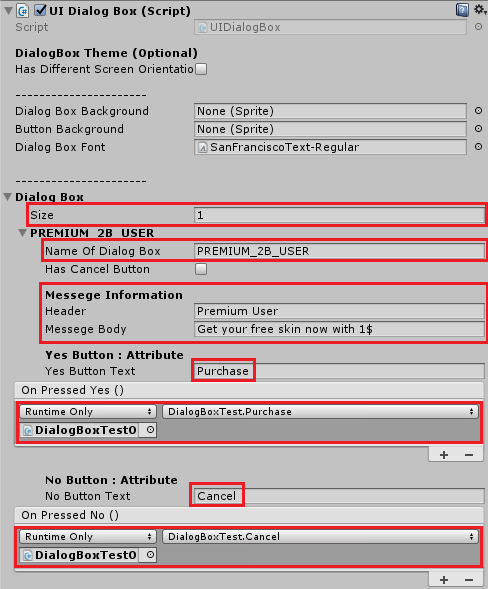 UI Dialog Box (Script)
Script UIDialogBox
DialogBox Theme (Optional)
Has Different Screen Orientatio
----------------------
Dialog Box Background None (Sprite)
Button Background None (Sprite)
Dialog Box Font SanFranciscoText-Regular
----------------------
Dialog Box
Size 1
PREMIUM_2B_USER
Name Of Dialog Box PREMIUM_2B_USER
Has Cancel Button
Messege Information
Header Premium User
Messege Body Get your free skin now with 1$
Yes Button : Attribute
Yes Button Text Purchase
On Pressed Yes ()
Runtime Only DialogBoxTest.Purchase
DialogBoxTestO
+ −
No Button : Attribute
No Button Text Cancel
On Pressed No ()
Runtime Only DialogBoxTest.Cancel
DialogBoxTestO
+ −